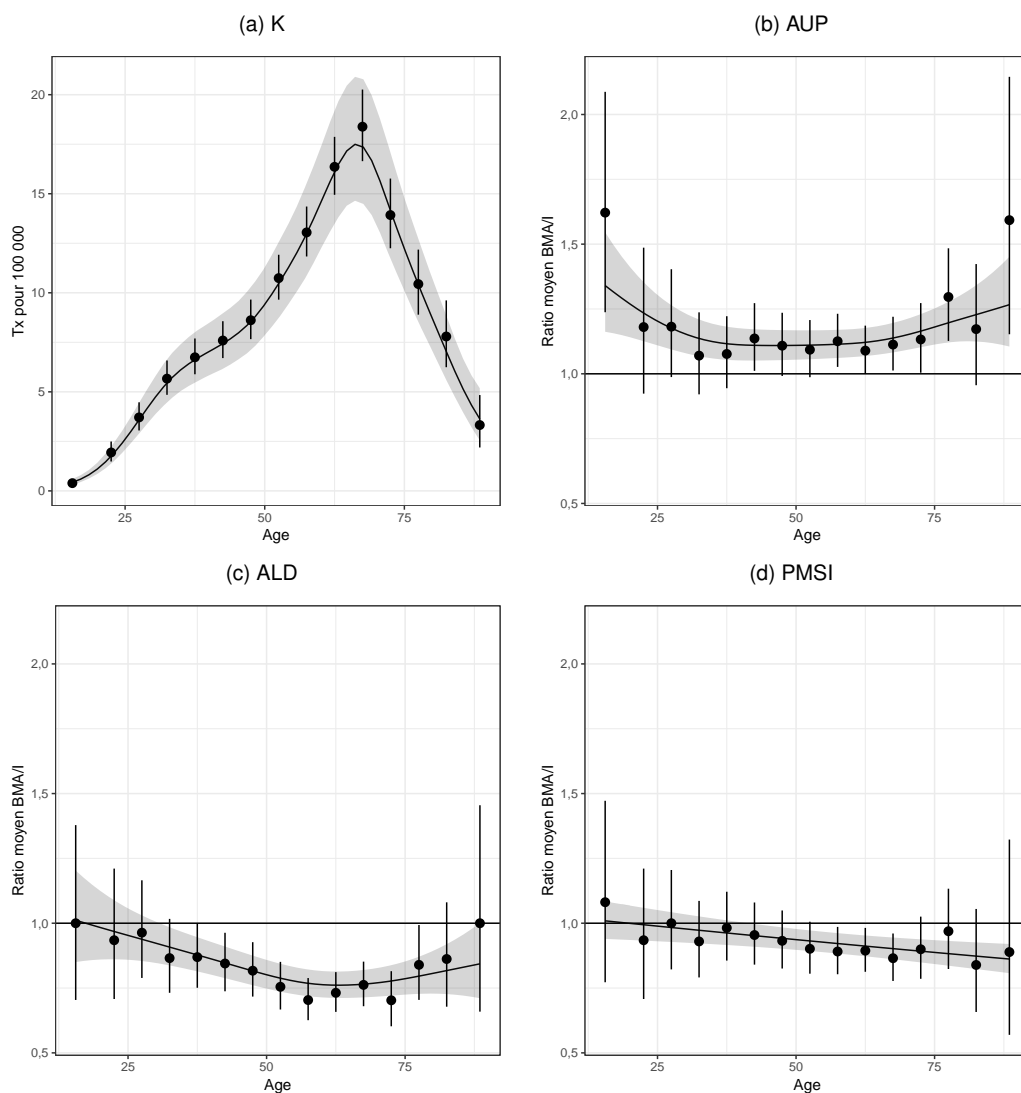 (a) K
20
15
10
5
0
Tx pour 100 000
25 50 75
Age
(b) AUP
2,0
1,5
1,0
0,5
Ratio moyen BMA/I
25 50 75
Age
(c) ALD
2,0
1,5
1,0
0,5
Ratio moyen BMA/I
25 50 75
Age
(d) PMSI
2,0
1,5
1,0
0,5
Ratio moyen BMA/I
25 50 75
Age